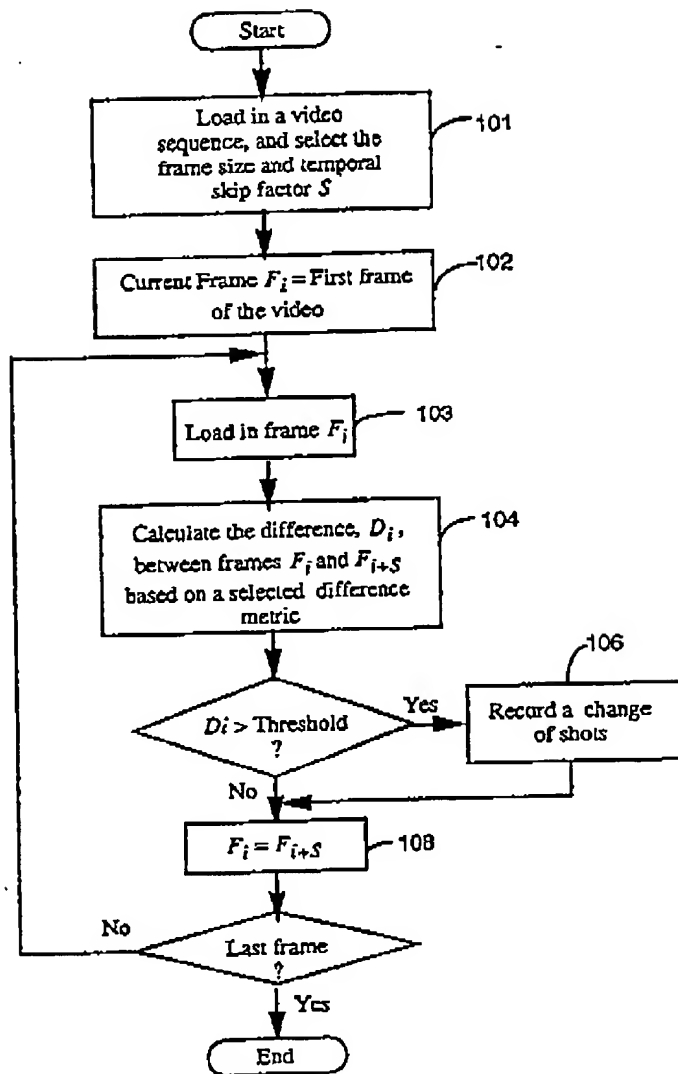 Start
Load in a video
sequence, and select the
frame size and temporal
skip factor S
101
Current Frame F_i = First frame
of the video
102
Load in frame F_i
103
Calculate the difference, D_i,
between frames F_i and F_{i+S}
based on a selected difference
metric
104
Di > Threshold
?
Yes
106
Record a change
of shots
No
F_i = F_{i+S}
108
No
Last frame
?
Yes
End